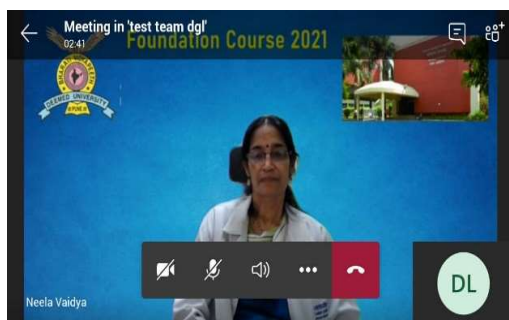 Meeting in 'test team dgl'
02:41
Foundation Course 2021
DEEMED UNIVERSITY
PUNE
Neela Vaidya
DL